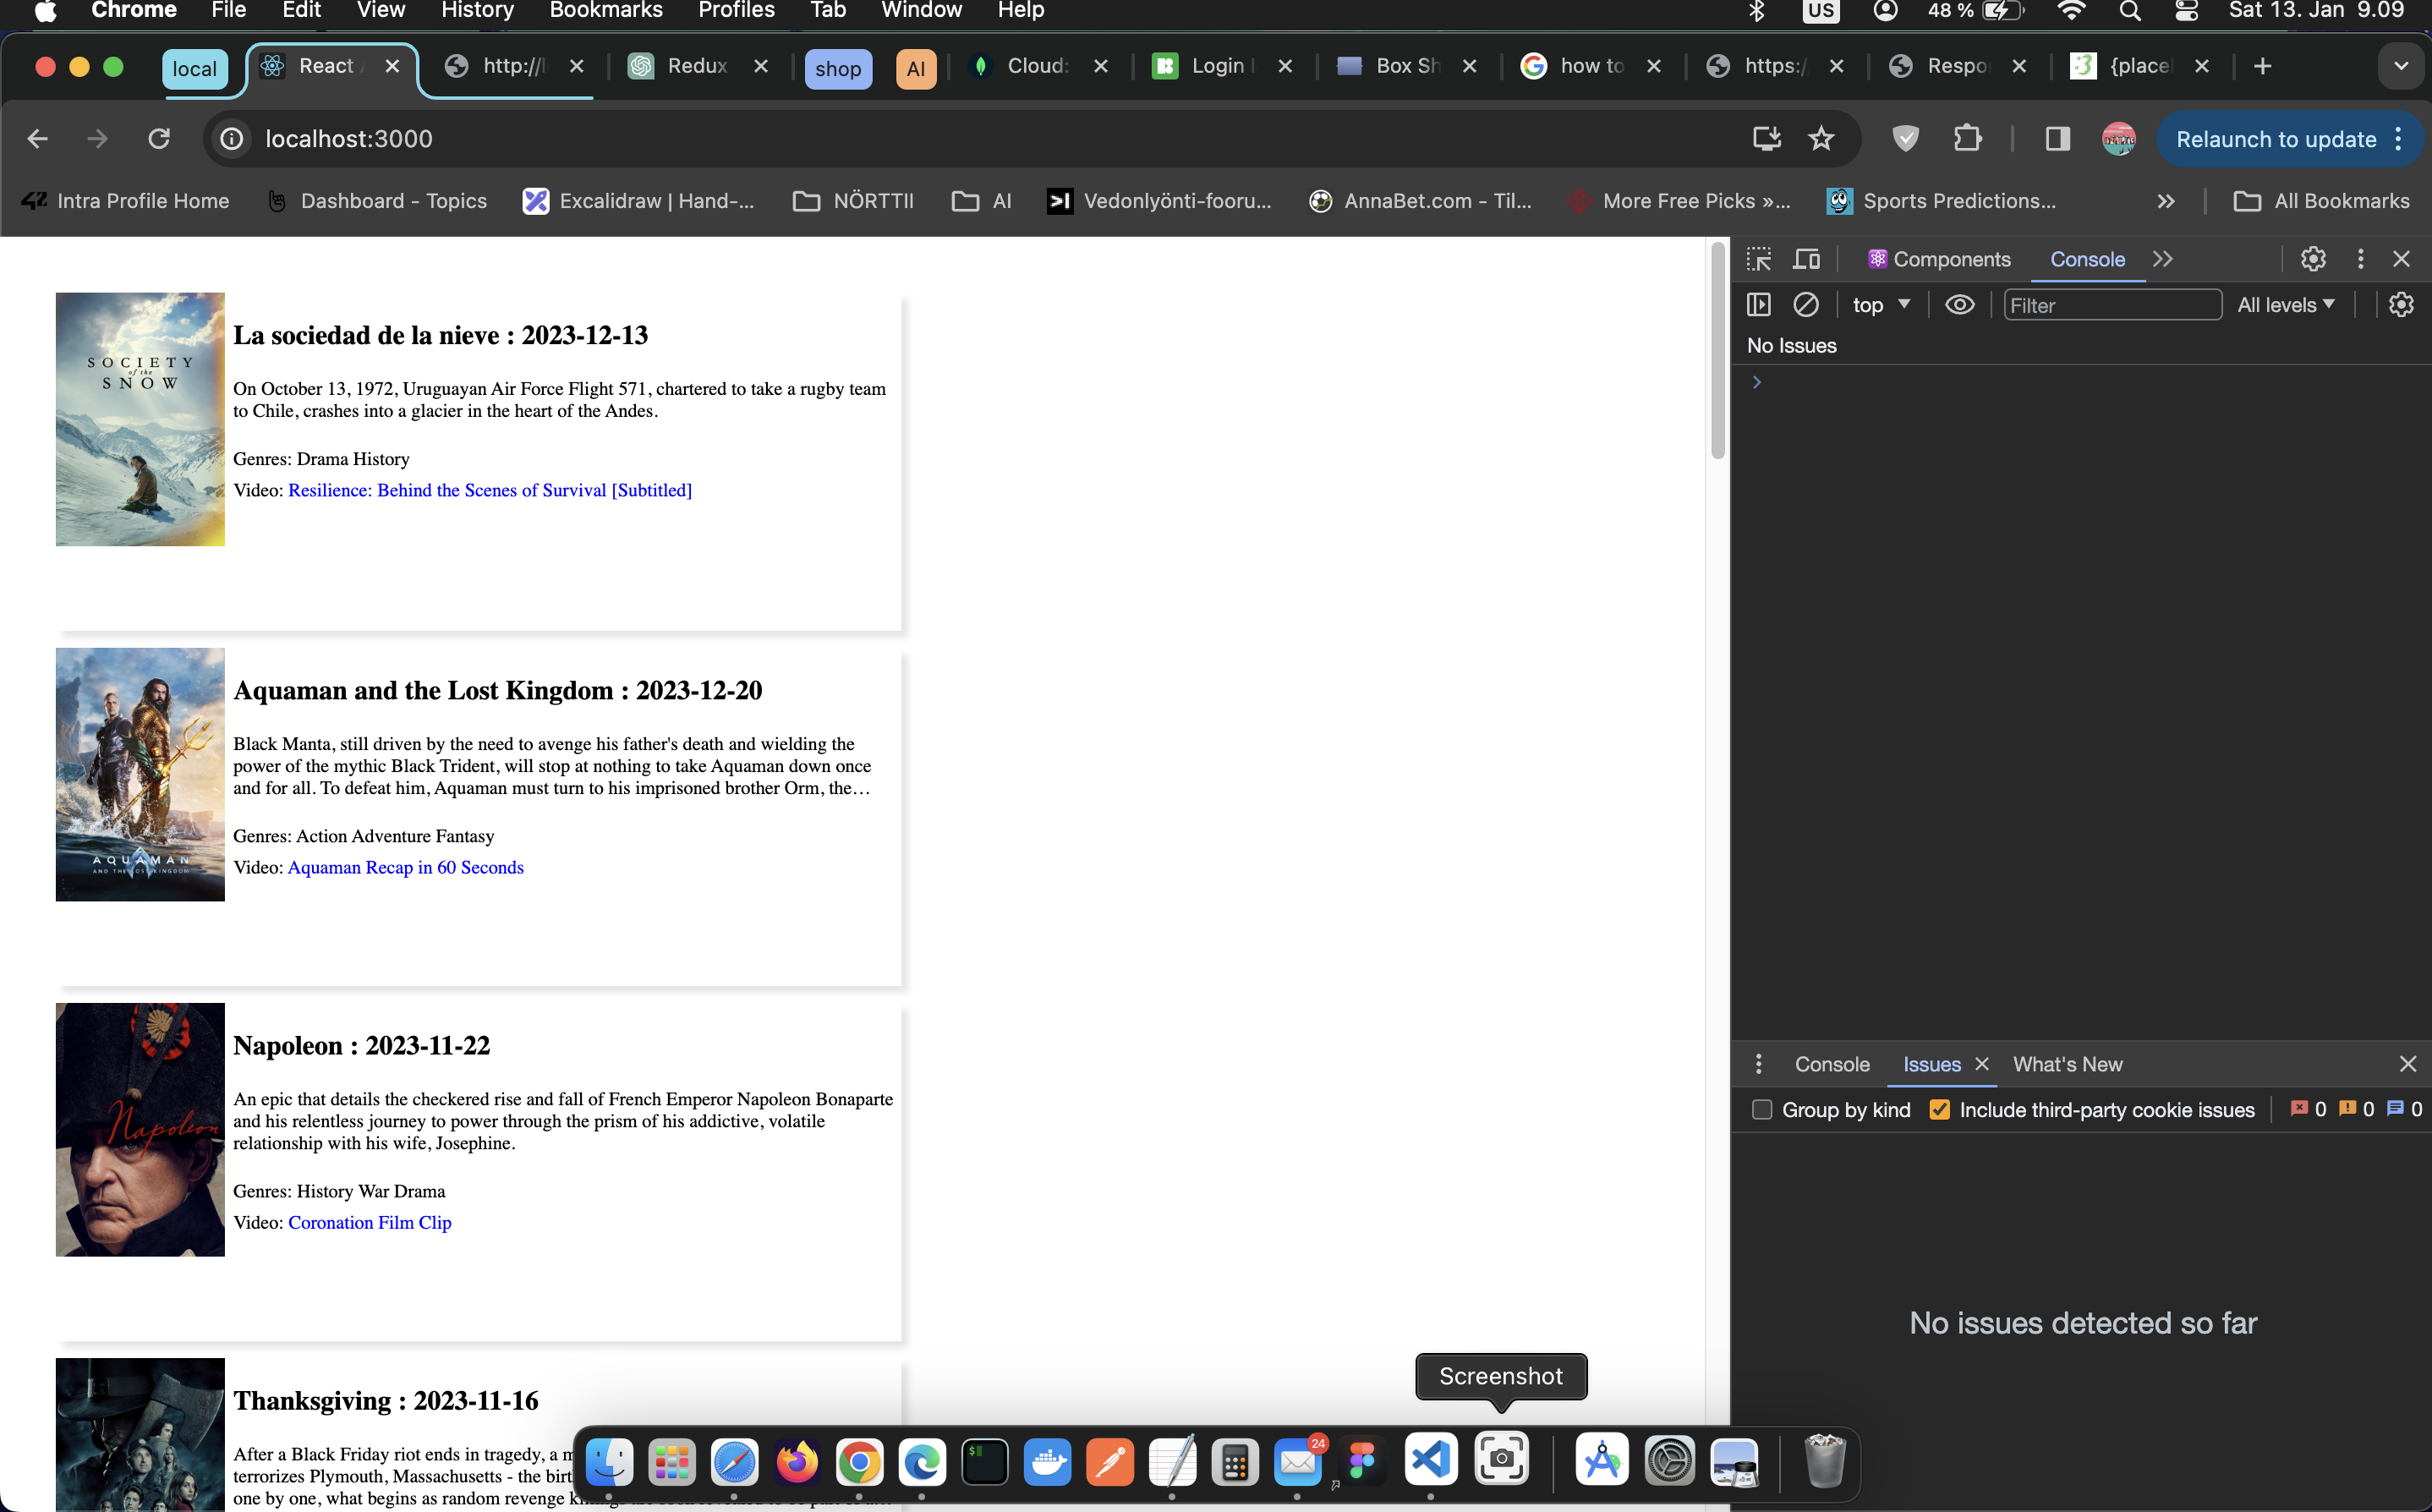 Chrome File Edit View History Bookmarks Profiles Tab Window Help US 48 % Sat 13. Jan 9.09
local React http://l Redux shop AI Cloud: Login Box Sh how to https:/ Respo {placel
localhost:3000 Relaunch to update
Intra Profile Home Dashboard - Topics Excalidraw | Hand-... NÖRTTII AI Vedonlyönti-fooru... AnnaBet.com - Til... More Free Picks »... Sports Predictions... All Bookmarks
SOCIETY
of the
SNOW
La sociedad de la nieve : 2023-12-13
On October 13, 1972, Uruguayan Air Force Flight 571, chartered to take a rugby team
to Chile, crashes into a glacier in the heart of the Andes.
Genres: Drama History
Video: Resilience: Behind the Scenes of Survival [Subtitled]
AQUAMAN
AND THE LOST KINGDOM
Aquaman and the Lost Kingdom : 2023-12-20
Black Manta, still driven by the need to avenge his father's death and wielding the
power of the mythic Black Trident, will stop at nothing to take Aquaman down once
and for all. To defeat him, Aquaman must turn to his imprisoned brother Orm, the…
Genres: Action Adventure Fantasy
Video: Aquaman Recap in 60 Seconds
Napoleon
Napoleon : 2023-11-22
An epic that details the checkered rise and fall of French Emperor Napoleon Bonaparte
and his relentless journey to power through the prism of his addictive, volatile
relationship with his wife, Josephine.
Genres: History War Drama
Video: Coronation Film Clip
Thanksgiving : 2023-11-16
After a Black Friday riot ends in tragedy, a m
terrorizes Plymouth, Massachusetts - the birt
one by one, what begins as random revenge
Components Console
top Filter All levels
No Issues
Console Issues What's New
Group by kind Include third-party cookie issues 0 0 0
No issues detected so far
Screenshot
24